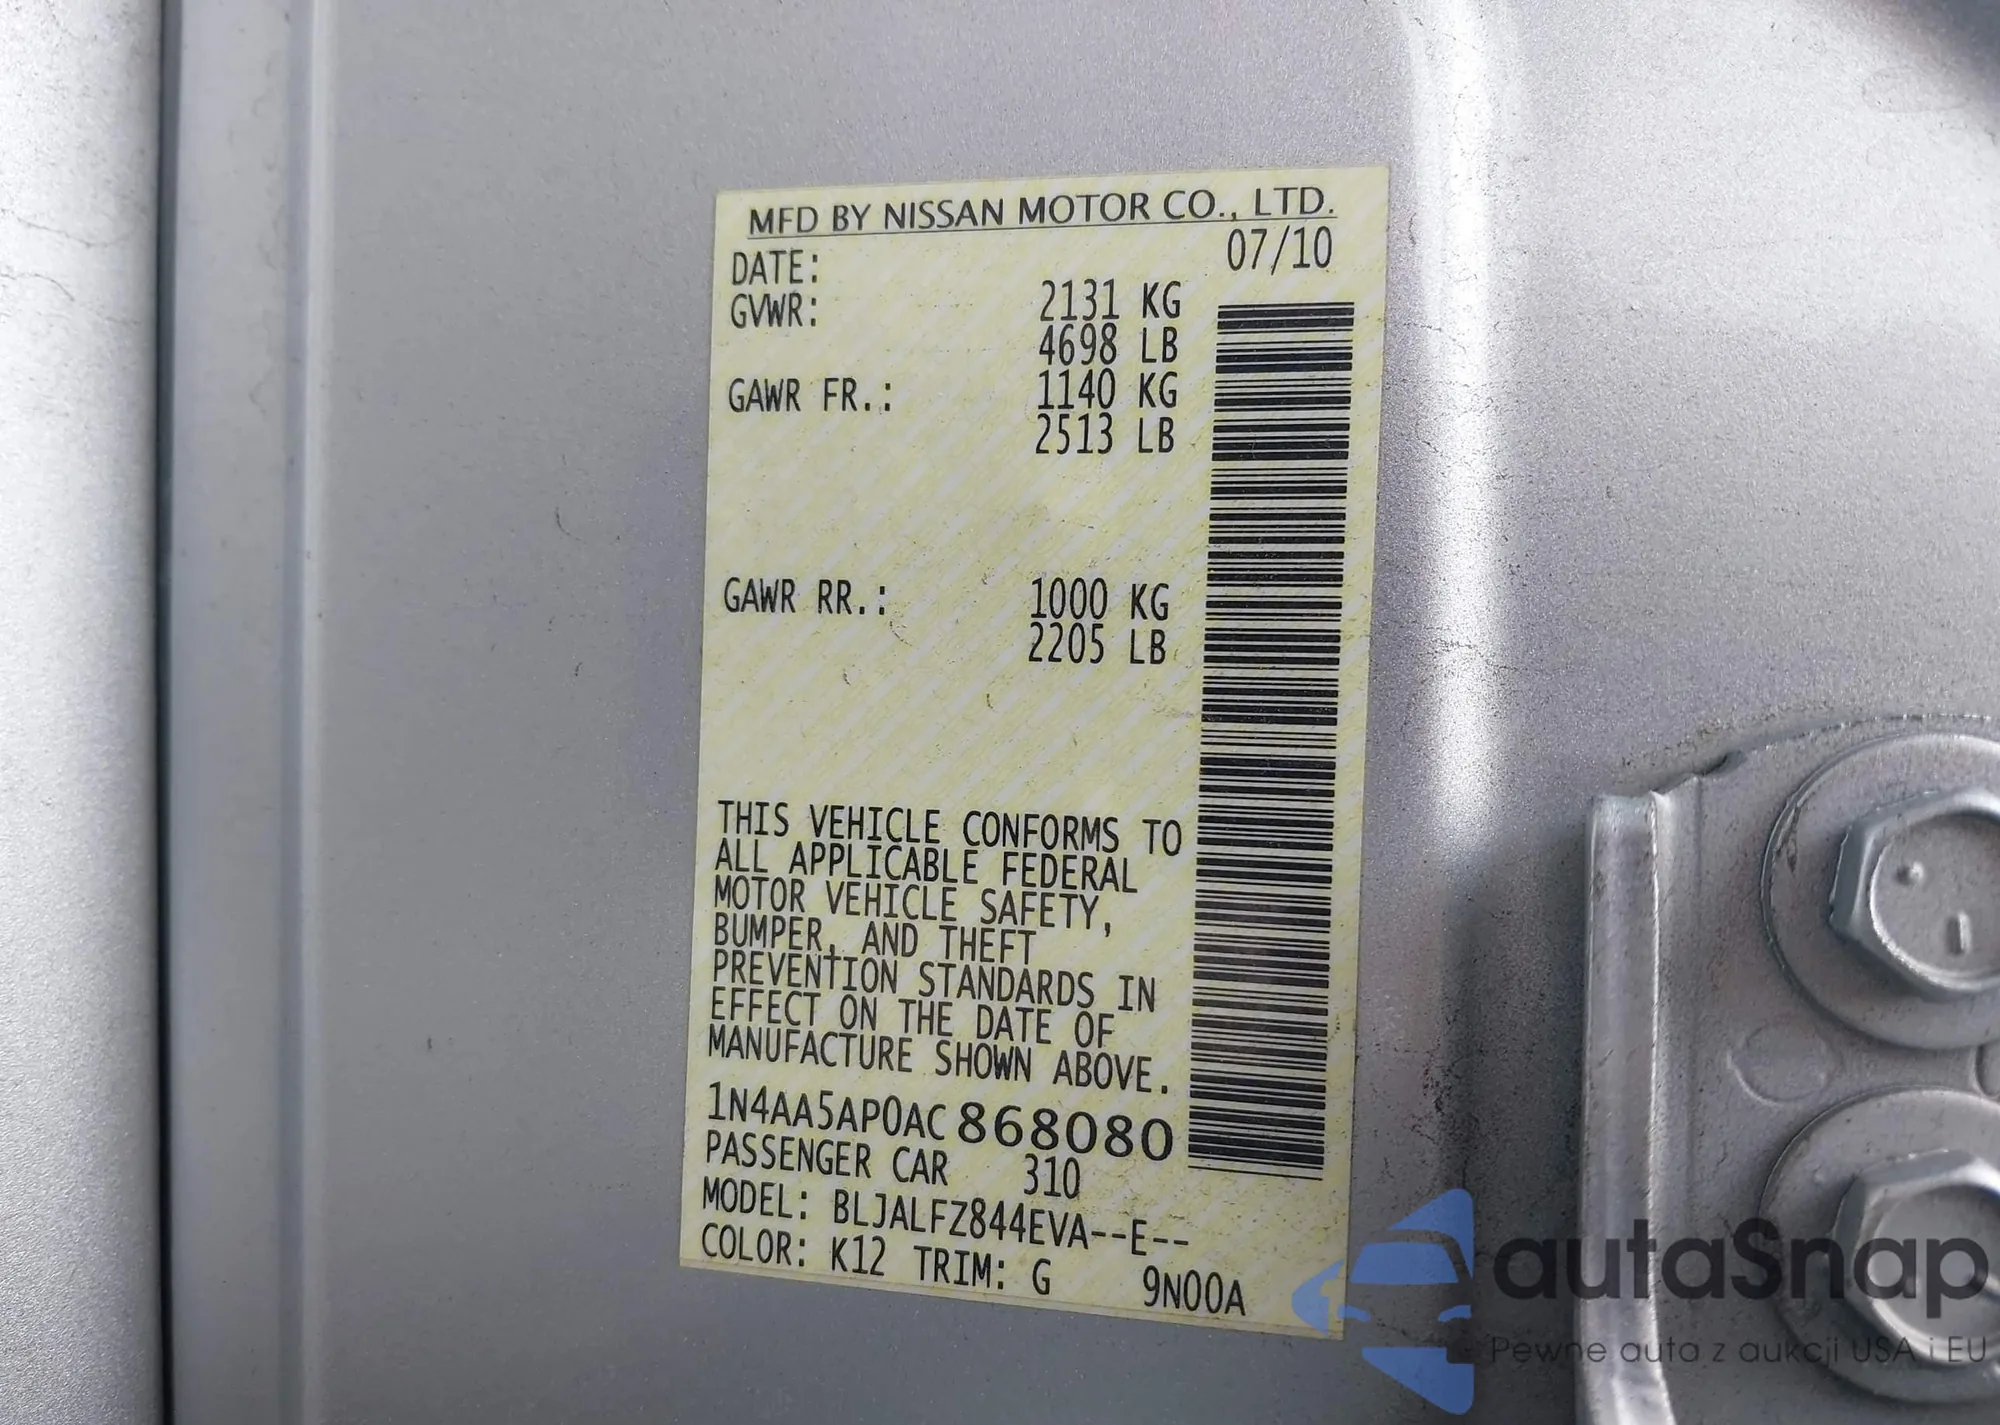 MFD BY NISSAN MOTOR CO., LTD.
DATE: 07/10
GVWR: 2131 KG
4698 LB
GAWR FR.: 1140 KG
2513 LB
GAWR RR.: 1000 KG
2205 LB
THIS VEHICLE CONFORMS TO
ALL APPLICABLE FEDERAL
MOTOR VEHICLE SAFETY,
BUMPER, AND THEFT
PREVENTION STANDARDS IN
EFFECT ON THE DATE OF
MANUFACTURE SHOWN ABOVE.
1N4AA5AP0AC868080
PASSENGER CAR 310
MODEL: BLJALFZ844EVA--E--
COLOR: K12 TRIM: G 9N00A
autaSnap
Pewne auta z aukcji USA i EU